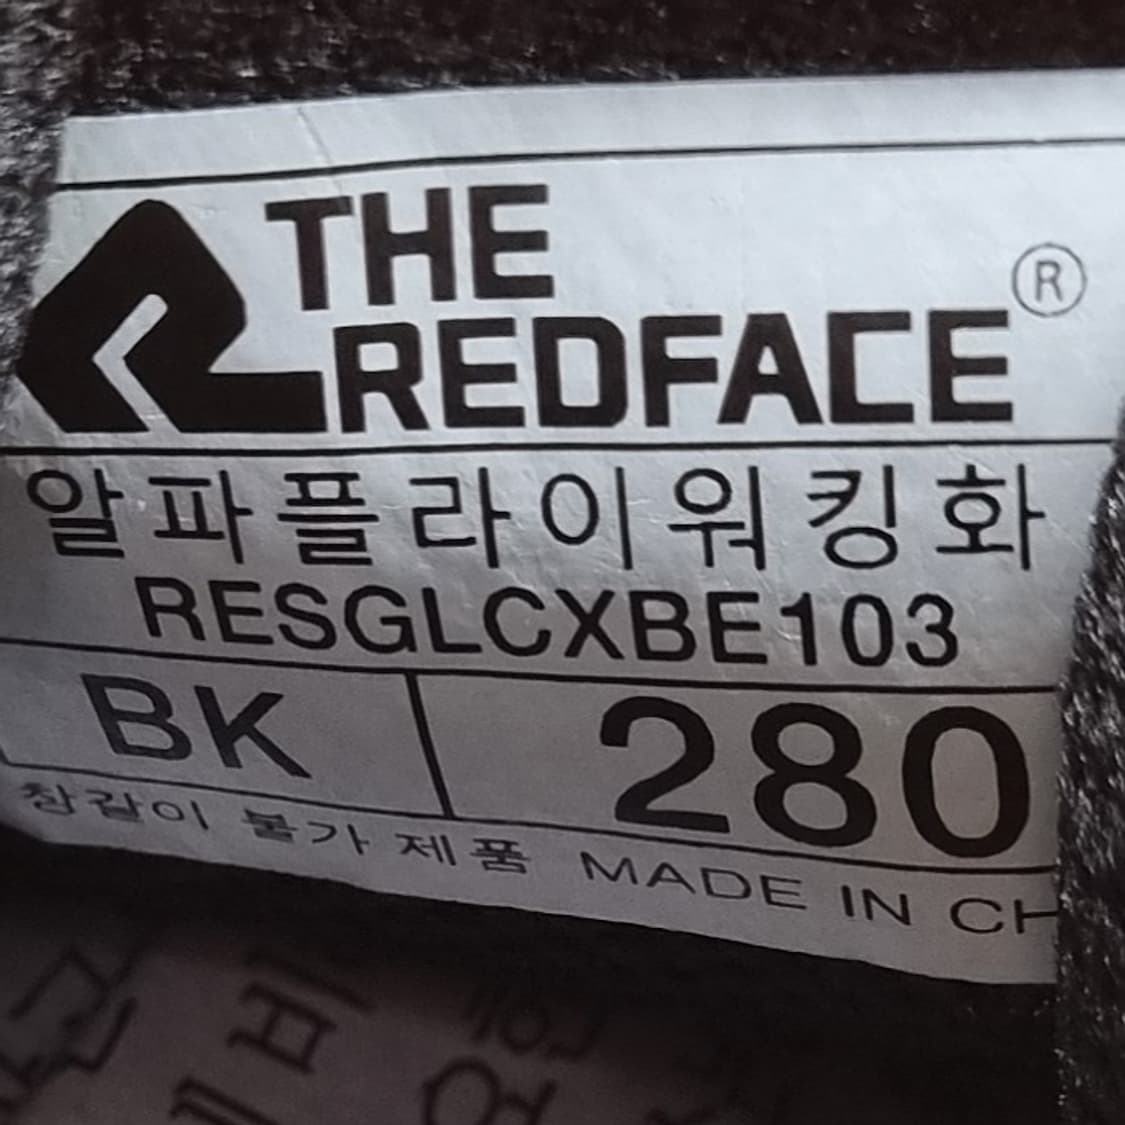 THE
REDFACE®
알파플라이워킹화
RESGLCXBE103
BK 280
창갈이 불가 제품 MADE IN CH